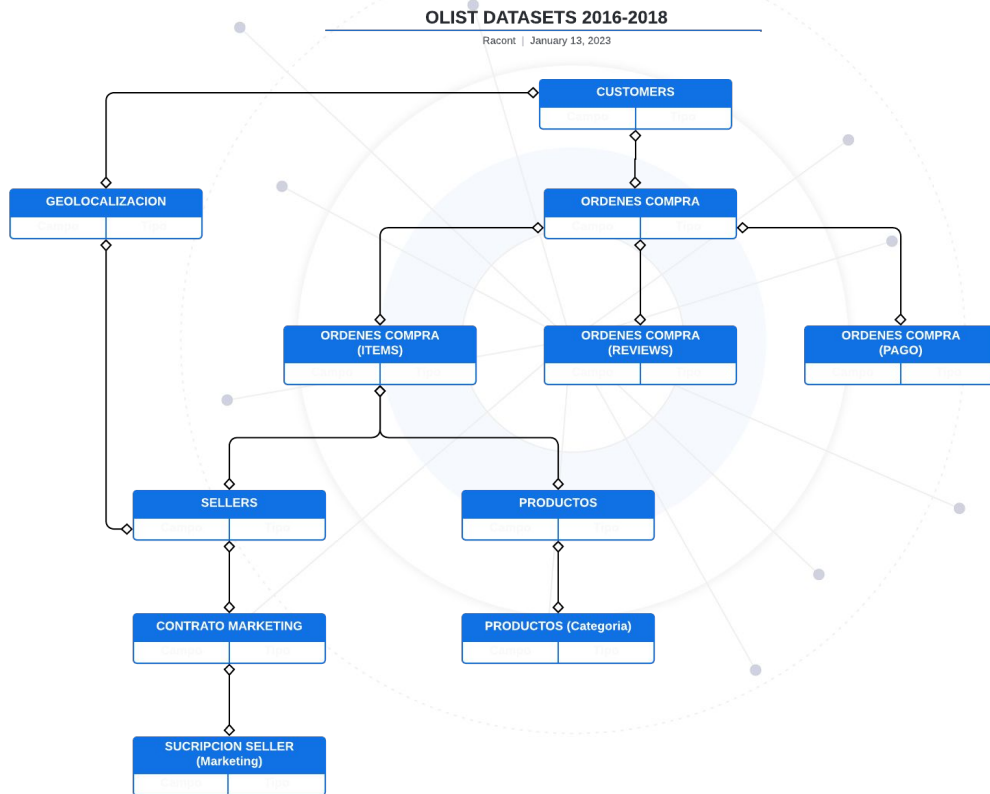 OLIST DATASETS 2016-2018
Racont | January 13, 2023
CUSTOMERS
GEOLOCALIZACION
ORDENES COMPRA
ORDENES COMPRA
(ITEMS)
ORDENES COMPRA
(REVIEWS)
ORDENES COMPRA
(PAGO)
SELLERS
PRODUCTOS
CONTRATO MARKETING
PRODUCTOS (Categoria)
SUCRIPCION SELLER
(Marketing)